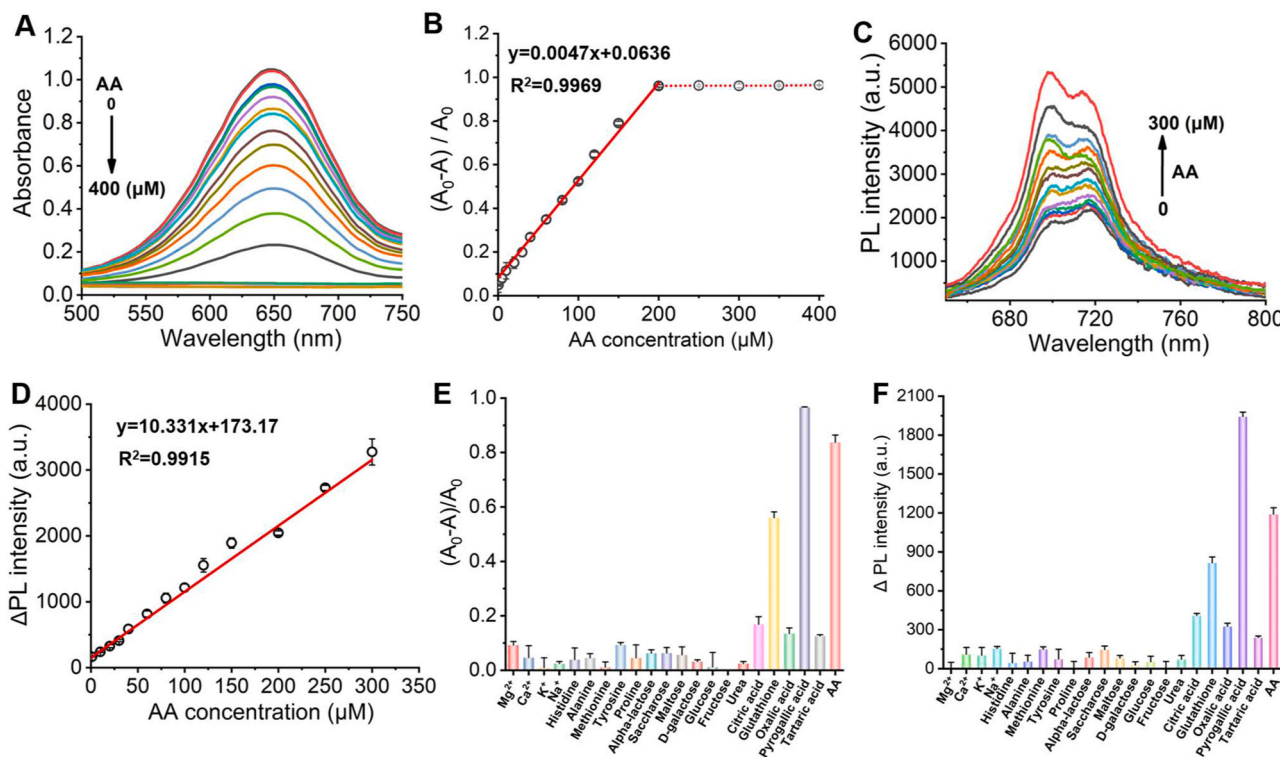 A
1.2
1.0
0.8
0.6
0.4
0.2
0.0
Absorbance
AA
0
400 (μM)
500
550
600
650
700
750
Wavelength (nm)
B
y=0.0047x+0.0636
R²=0.9969
1.2
1.0
0.8
0.6
0.4
0.2
0.0
(A₀-A) / A₀
0
100
200
300
400
AA concentration (μM)
C
6000
5000
4000
3000
2000
1000
PL intensity (a.u.)
300 (μM)
AA
0
680
720
760
800
Wavelength (nm)
D
4000
3000
2000
1000
0
ΔPL intensity (a.u.)
y=10.331x+173.17
R²=0.9915
0
50
100
150
200
250
300
350
AA concentration (μM)
E
1.0
0.8
0.6
0.4
0.2
0.0
(A₀-A)/A₀
Mg²⁺
Ca²⁺
K⁺
Na⁺
Histidine
Alanine
Methionine
Tyrosine
Proline
Alpha-lactose
Saccharose
Maltose
D-galactose
Glucose
Fructose
Urea
Citric acid
Glutathione
Oxalic acid
Pyrogallic acid
Tartaric acid
AA
F
2100
1800
1500
1200
900
600
300
0
Δ PL intensity (a.u.)
Mg²⁺
Ca²⁺
K⁺
Na⁺
Histidine
Alanine
Methionine
Tyrosine
Proline
Alpha-lactose
Saccharose
Maltose
D-galactose
Glucose
Fructose
Urea
Citric acid
Glutathione
Oxalic acid
Pyrogallic acid
Tartaric acid
AA